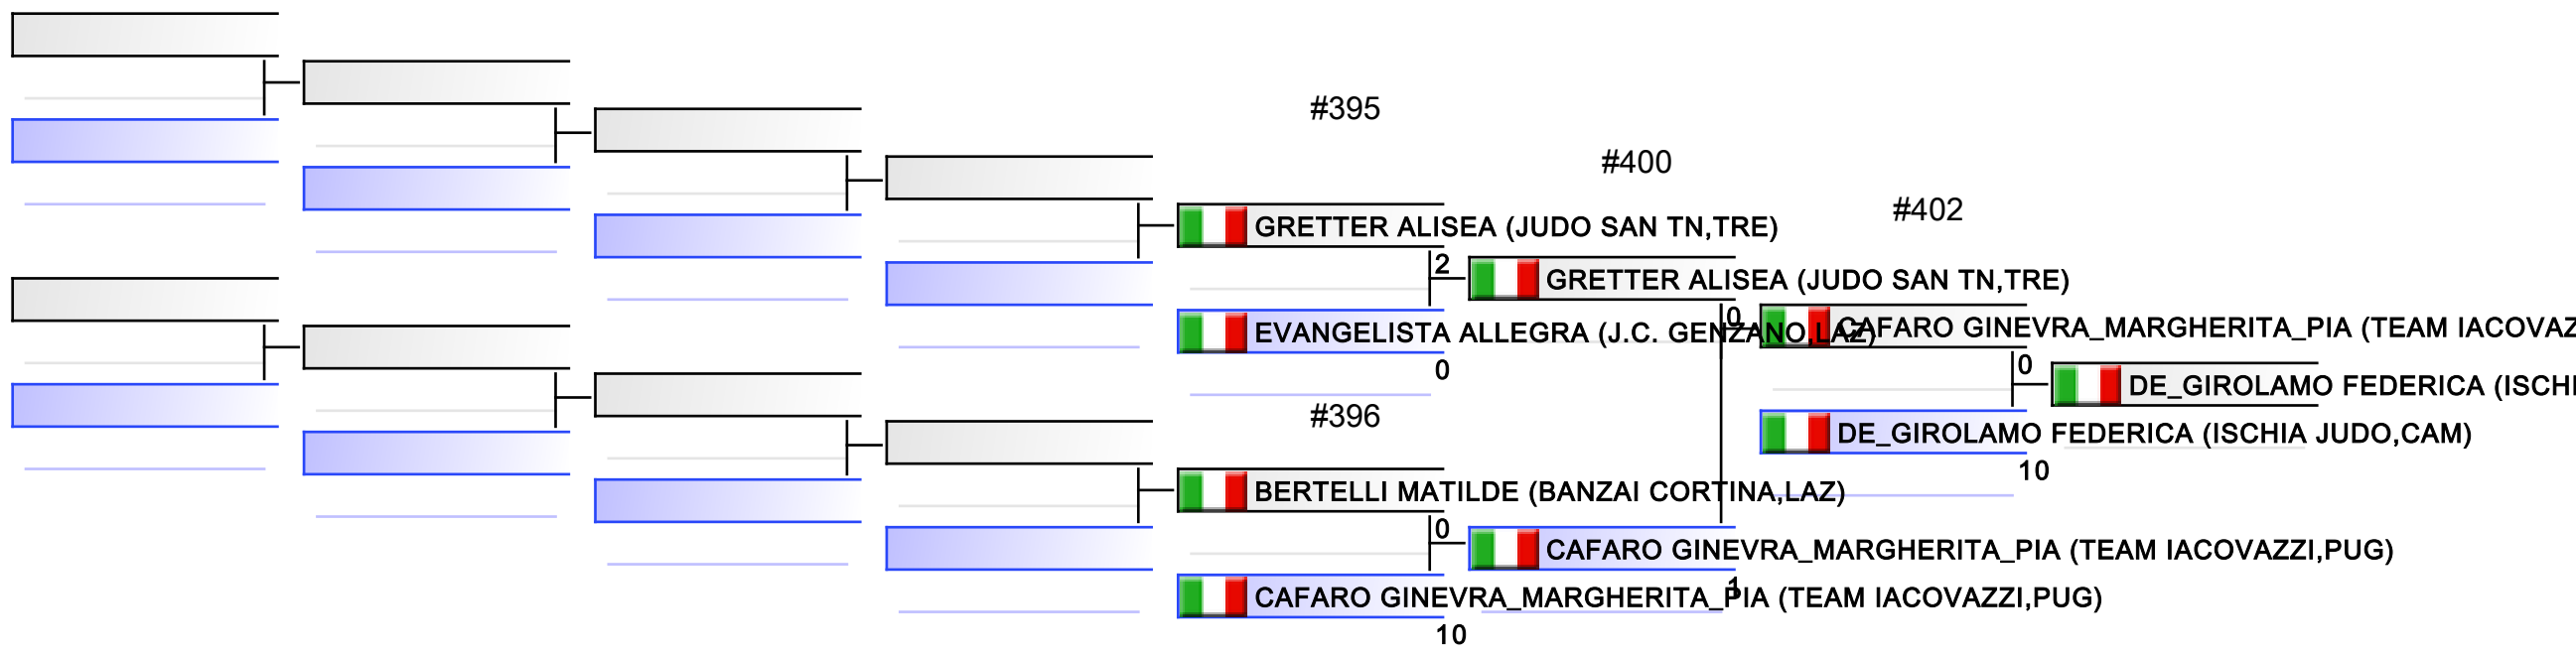 #395
#400
#402
GRETTER ALISEA (JUDO SAN TN,TRE)
2
GRETTER ALISEA (JUDO SAN TN,TRE)
EVANGELISTA ALLEGRA (J.C. GENZANO,LAZ)
0
0
CAFARO GINEVRA_MARGHERITA_PIA (TEAM IACOVAZ
0
DE_GIROLAMO FEDERICA (ISCHI
DE_GIROLAMO FEDERICA (ISCHIA JUDO,CAM)
10
#396
BERTELLI MATILDE (BANZAI CORTINA,LAZ)
0
CAFARO GINEVRA_MARGHERITA_PIA (TEAM IACOVAZZI,PUG)
1
CAFARO GINEVRA_MARGHERITA_PIA (TEAM IACOVAZZI,PUG)
10